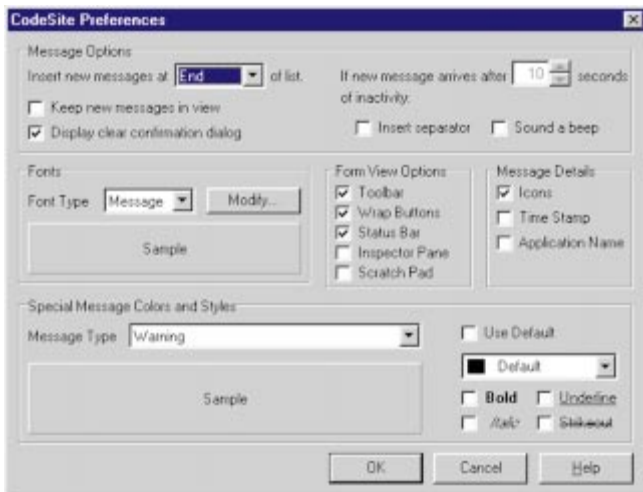 CodeSite Preferences
Message Options
Insert new messages at End of list.
If new message arrives after 10 seconds
of inactivity:
Keep new messages in view
Display clear confirmation dialog
Insert separator
Sound a beep
Fonts
Font Type Message Modify...
Sample
Form View Options
Toolbar
Wrap Buttons
Status Bar
Inspector Pane
Scratch Pad
Message Details
Icons
Time Stamp
Application Name
Special Message Colors and Styles
Message Type Warning
Sample
Use Default
Default
Bold Underline
Italic Strikeout
OK Cancel Help